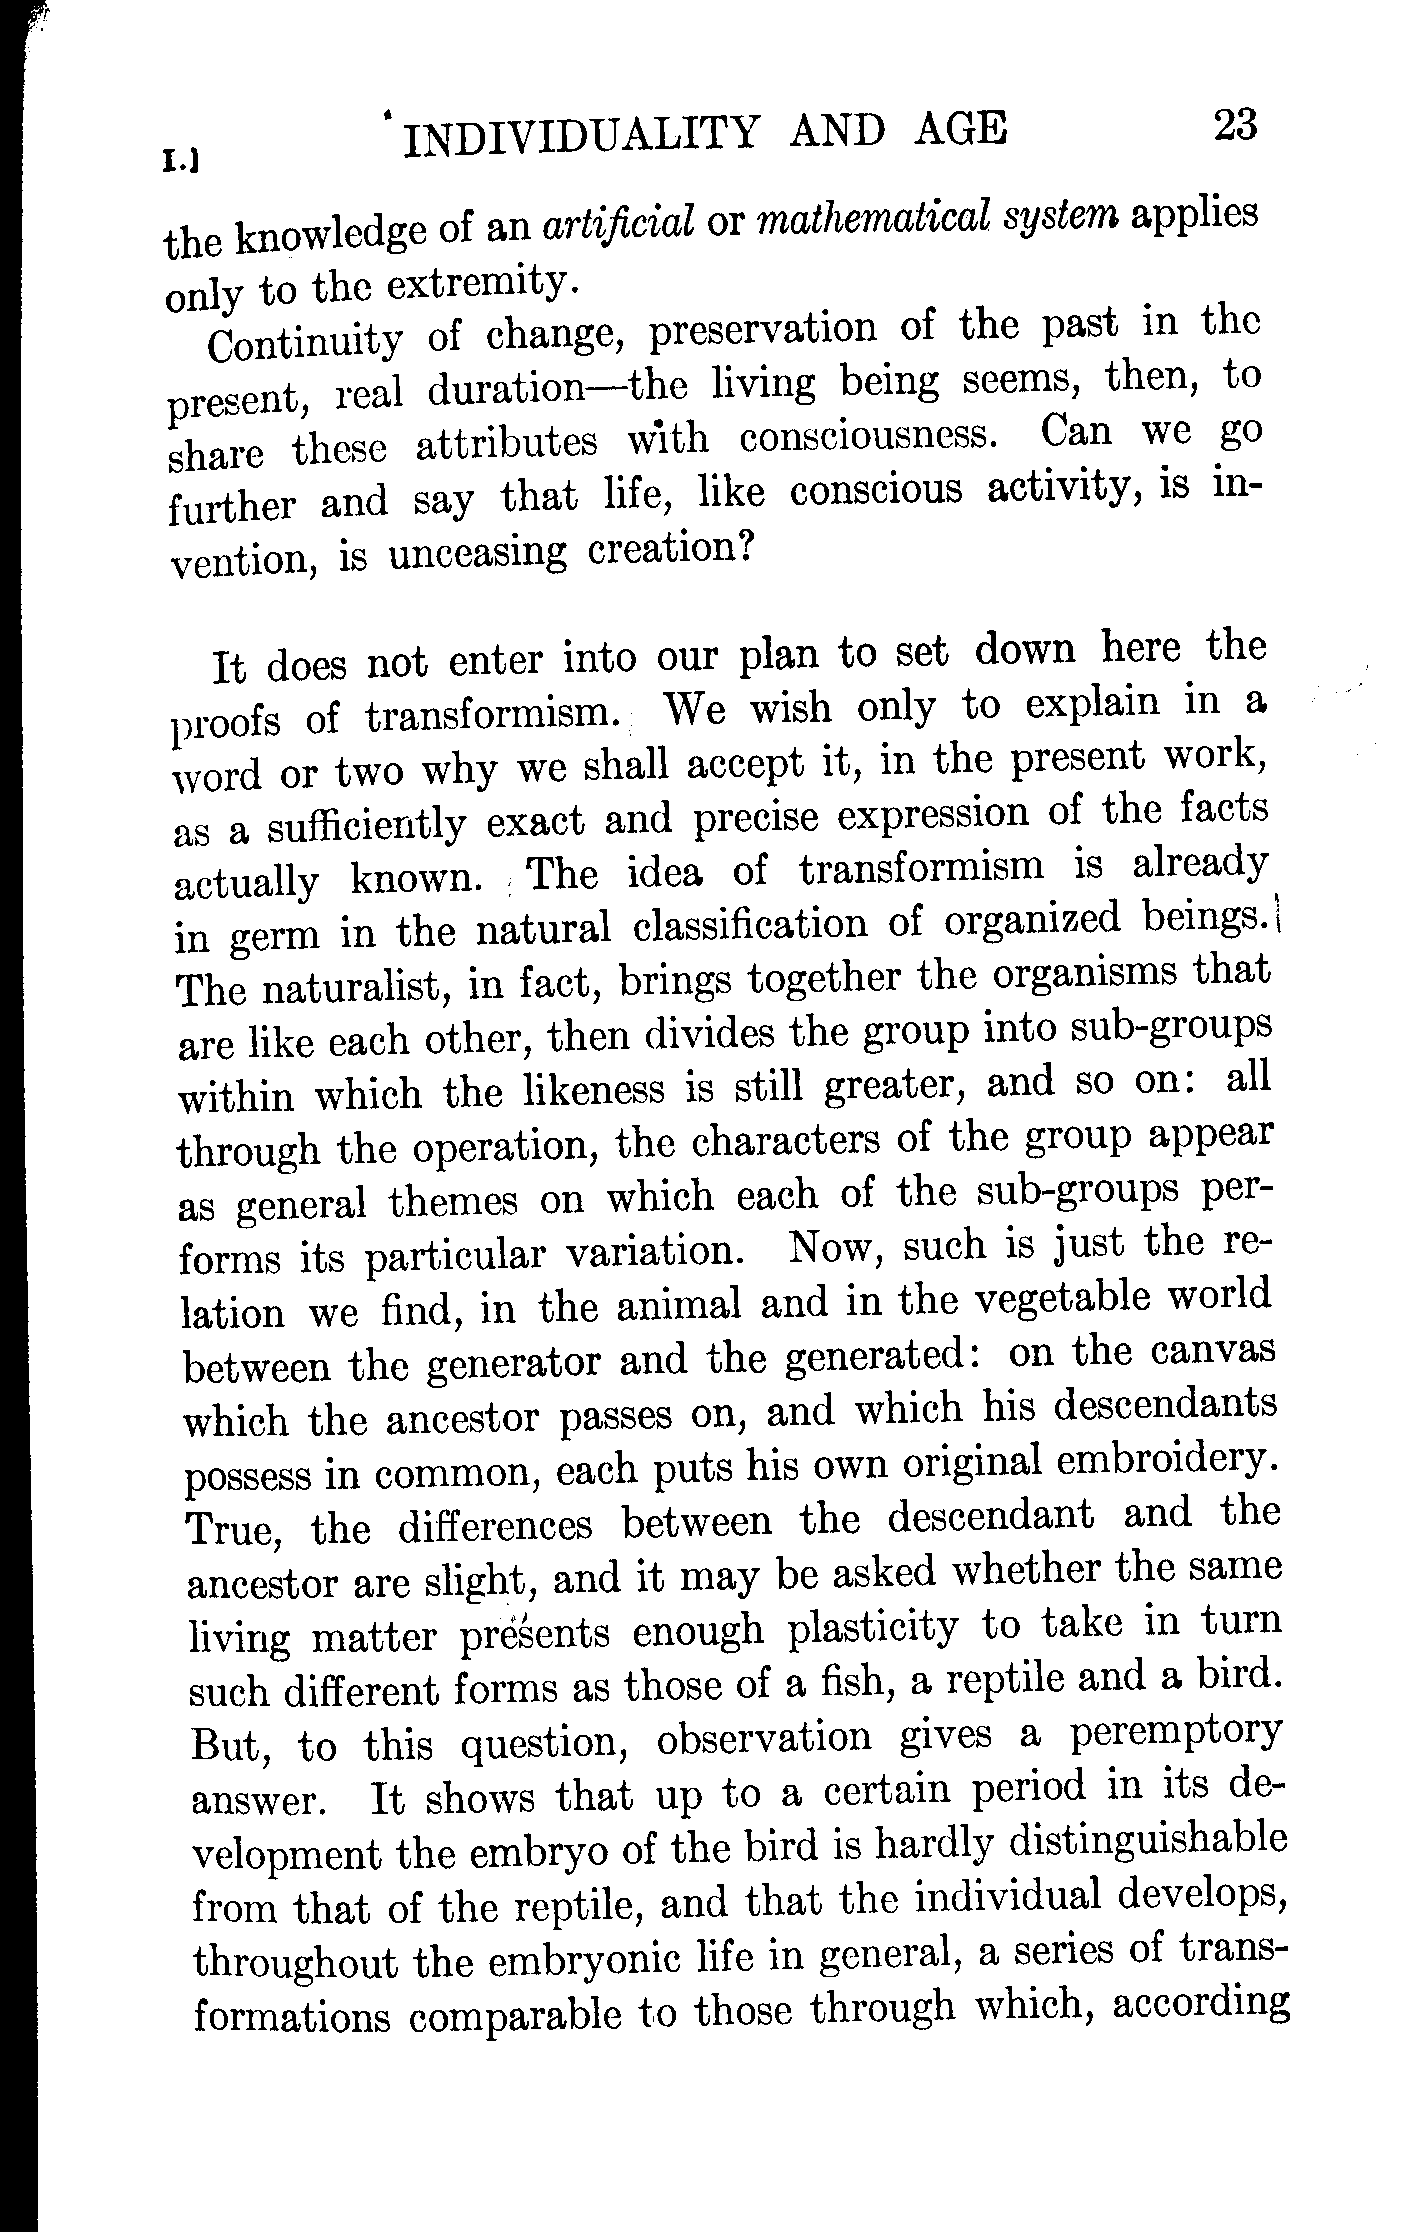 I.] INDIVIDUALITY AND AGE 23
the knowledge of an artificial or mathematical system applies
only to the extremity.
Continuity of change, preservation of the past in the
present, real duration—the living being seems, then, to
share these attributes with consciousness. Can we go
further and say that life, like conscious activity, is in-
vention, is unceasing creation?
It does not enter into our plan to set down here the
proofs of transformism. We wish only to explain in a
word or two why we shall accept it, in the present work,
as a sufficiently exact and precise expression of the facts
actually known. The idea of transformism is already
in germ in the natural classification of organized beings.
The naturalist, in fact, brings together the organisms that
are like each other, then divides the group into sub-groups
within which the likeness is still greater, and so on: all
through the operation, the characters of the group appear
as general themes on which each of the sub-groups per-
forms its particular variation. Now, such is just the re-
lation we find, in the animal and in the vegetable world
between the generator and the generated: on the canvas
which the ancestor passes on, and which his descendants
possess in common, each puts his own original embroidery.
True, the differences between the descendant and the
ancestor are slight, and it may be asked whether the same
living matter presents enough plasticity to take in turn
such different forms as those of a fish, a reptile and a bird.
But, to this question, observation gives a peremptory
answer. It shows that up to a certain period in its de-
velopment the embryo of the bird is hardly distinguishable
from that of the reptile, and that the individual develops,
throughout the embryonic life in general, a series of trans-
formations comparable to those through which, according